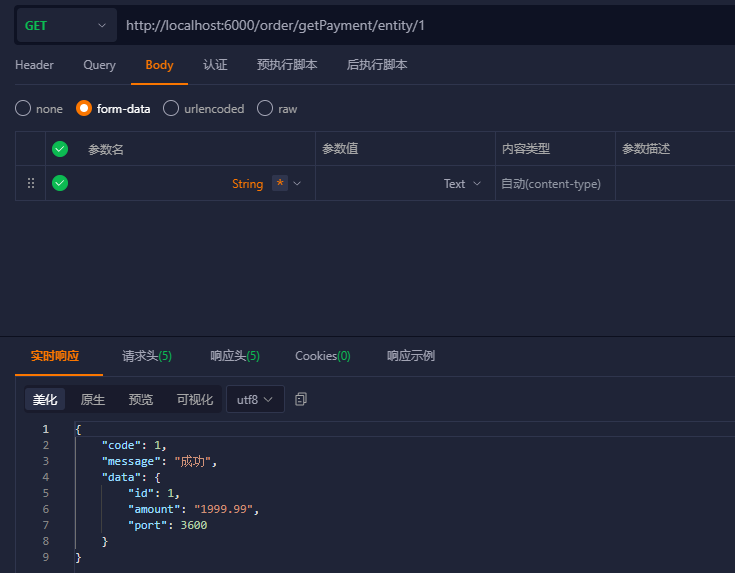 GET http://localhost:6000/order/getPayment/entity/1
Header Query Body 认证 预执行脚本 后执行脚本
none form-data urlencoded raw
参数名 参数值 内容类型 参数描述
String * Text 自动(content-type)
实时响应 请求头(5) 响应头(5) Cookies(0) 响应示例
美化 原生 预览 可视化 utf8
1 {
2 "code": 1,
3 "message": "成功",
4 "data": {
5 "id": 1,
6 "amount": "1999.99",
7 "port": 3600
8 }
9 }